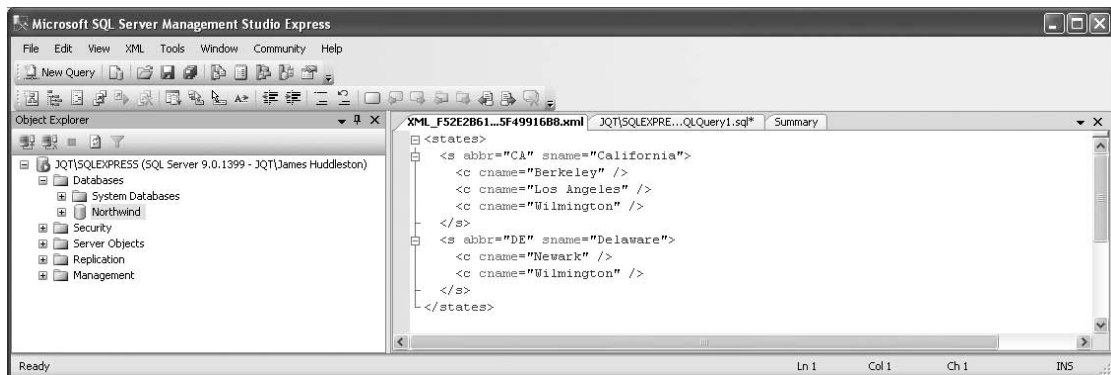 Microsoft SQL Server Management Studio Express
File Edit View XML Tools Window Community Help
New Query
Object Explorer
XML_F52E2B61...5F49916B8.xml JQT\SQLEXPRE...QLQuery1.sql* Summary
JQT\SQLEXPRESS (SQL Server 9.0.1399 - JQT\James Huddleston)
Databases
System Databases
Northwind
Security
Server Objects
Replication
Management
<states>
<s abbr="CA" sname="California">
<c cname="Berkeley" />
<c cname="Los Angeles" />
<c cname="Wilmington" />
</s>
<s abbr="DE" sname="Delaware">
<c cname="Newark" />
<c cname="Wilmington" />
</s>
</states>
Ready Ln 1 Col 1 Ch 1 INS